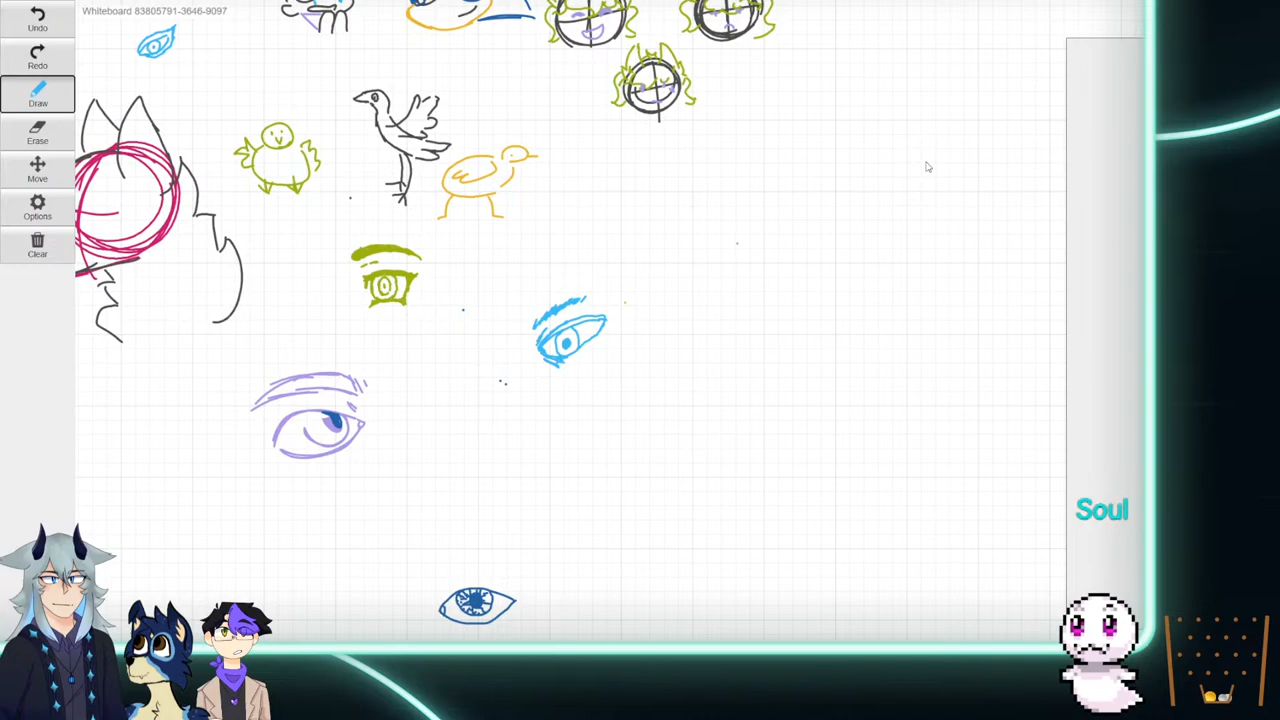 Whiteboard 83805791-3646-9097
Undo
Redo
Draw
Erase
Move
Options
Clear
Soul